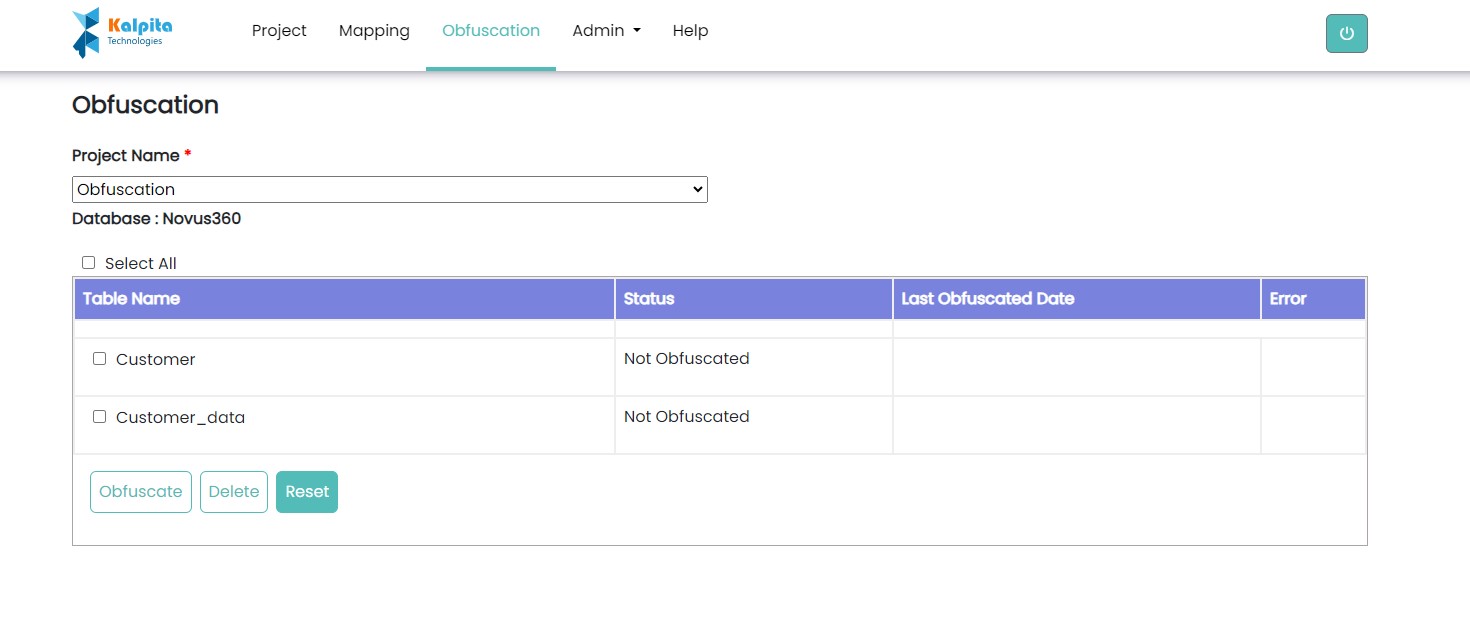 Kalpita
Technologies
Project Mapping Obfuscation Admin Help
Obfuscation
Project Name *
Obfuscation
Database : Novus360
Select All
Table Name Status Last Obfuscated Date Error
Customer Not Obfuscated
Customer_data Not Obfuscated
Obfuscate Delete Reset